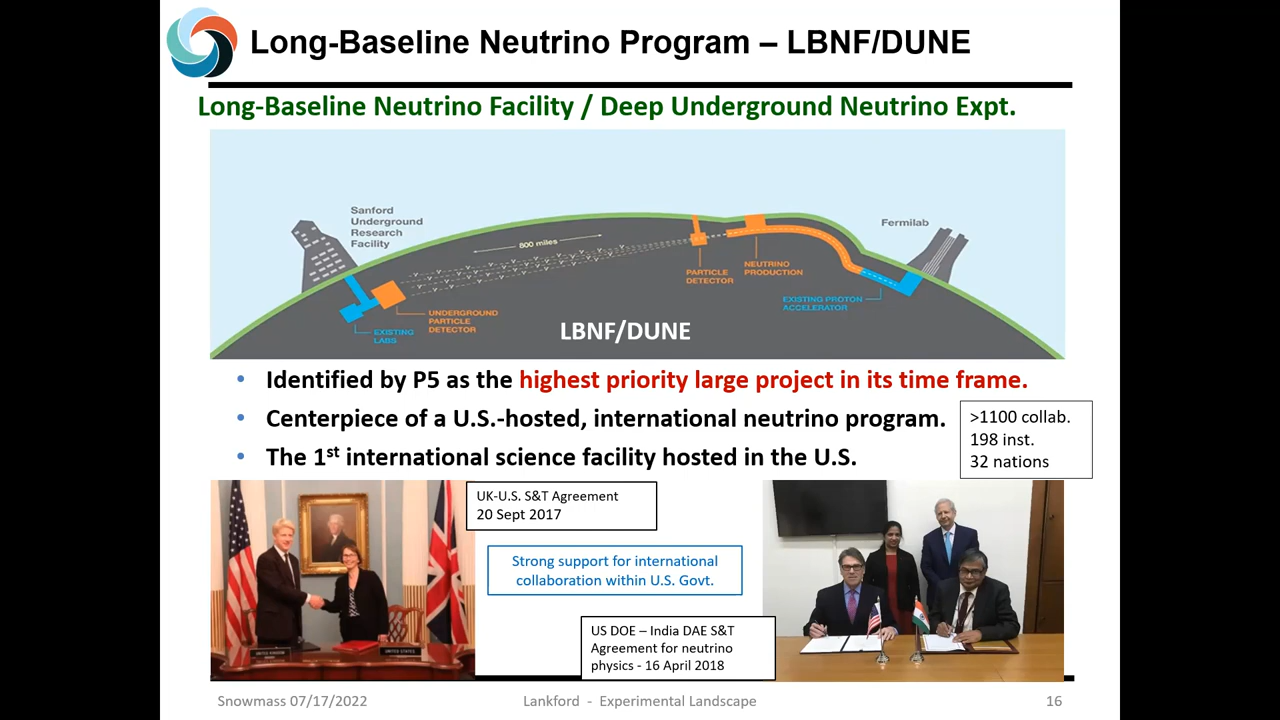 Long-Baseline Neutrino Program – LBNF/DUNE
Long-Baseline Neutrino Facility / Deep Underground Neutrino Expt.
Sanford
Underground
Research
Facility
800 miles
Fermilab
PARTICLE
DETECTOR
NEUTRINO
PRODUCTION
EXISTING PROTON
ACCELERATOR
UNDERGROUND
PARTICLE
DETECTOR
EXISTING
LABS
LBNF/DUNE
• Identified by P5 as the highest priority large project in its time frame.
• Centerpiece of a U.S.-hosted, international neutrino program.
• The 1st international science facility hosted in the U.S.
>1100 collab.
198 inst.
32 nations
UK-U.S. S&T Agreement
20 Sept 2017
Strong support for international
collaboration within U.S. Govt.
US DOE – India DAE S&T
Agreement for neutrino
physics - 16 April 2018
UNITED KINGDOM
UNITED STATES
Snowmass 07/17/2022
Lankford - Experimental Landscape
16